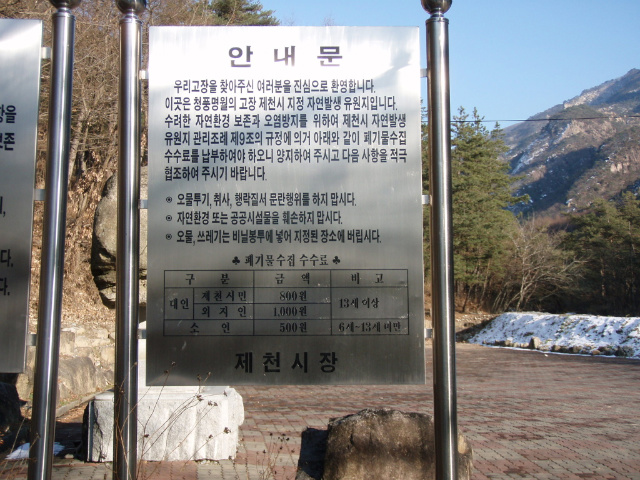 안 내 문
우리고장을 찾아주신 여러분을 진심으로 환영합니다.
이곳은 청풍명월의 고장 제천시 지정 자연발생 유원지입니다.
수려한 자연환경 보존과 오염방지를 위하여 제천시 자연발생
유원지 관리조례 제9조의 규정에 의거 아래와 같이 폐기물수집
수수료를 납부하여야 하오니 양지하여 주시고 다음 사항을 적극
협조하여 주시기 바랍니다.
◉ 오물투기, 취사, 행락질서 문란행위를 하지 맙시다.
◉ 자연환경 또는 공공시설물을 훼손하지 맙시다.
◉ 오물, 쓰레기는 비닐봉투에 넣어 지정된 장소에 버립시다.
♣ 폐기물수집 수수료 ♣
구 분 금 액 비 고
대인 제천시민 800원 13세 이상
외지인 1,000원
소 인 500원 6세-13세 미만
제천시장
함을
보존
다.